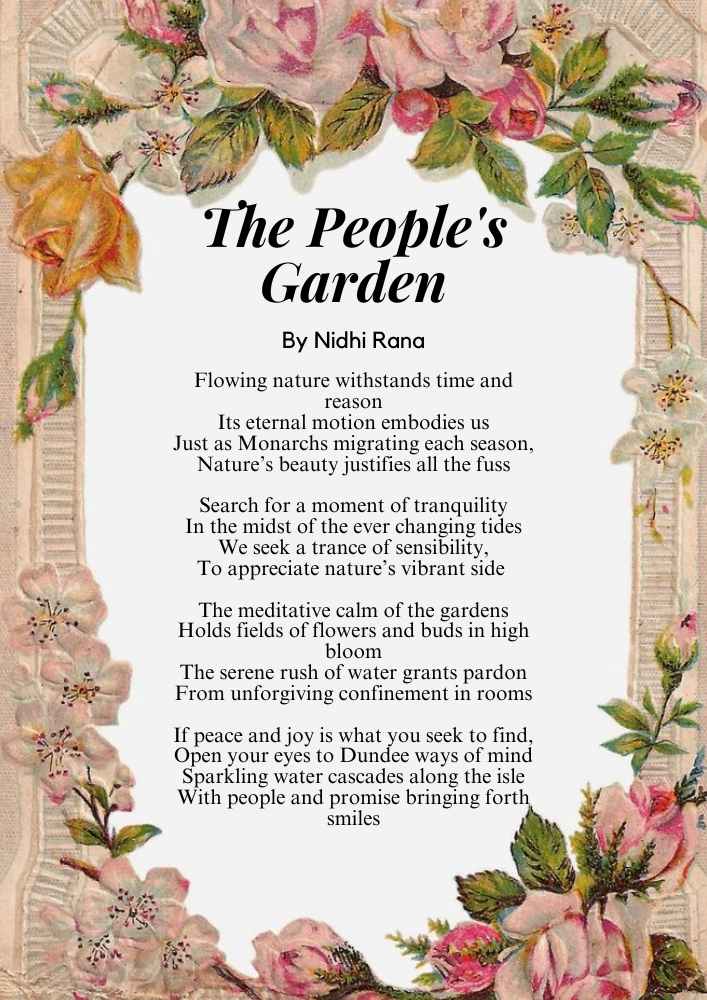 The People's
Garden
By Nidhi Rana
Flowing nature withstands time and
reason
Its eternal motion embodies us
Just as Monarchs migrating each season,
Nature’s beauty justifies all the fuss
Search for a moment of tranquility
In the midst of the ever changing tides
We seek a trance of sensibility,
To appreciate nature’s vibrant side
The meditative calm of the gardens
Holds fields of flowers and buds in high
bloom
The serene rush of water grants pardon
From unforgiving confinement in rooms
If peace and joy is what you seek to find,
Open your eyes to Dundee ways of mind
Sparkling water cascades along the isle
With people and promise bringing forth
smiles